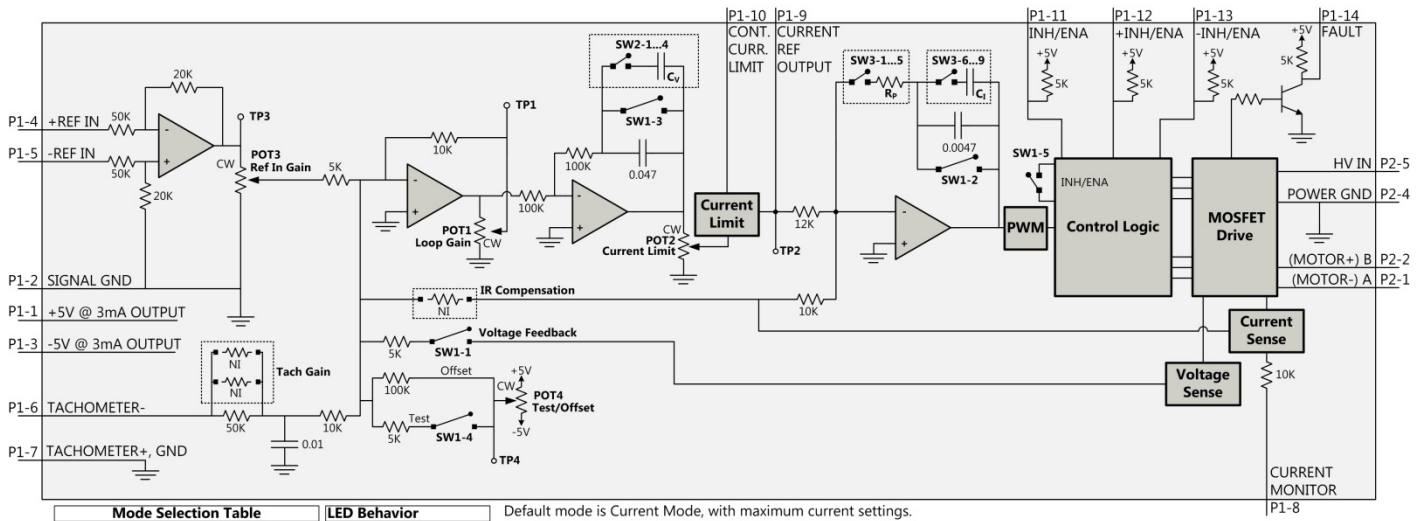 P1-10 P1-9 P1-11 P1-12 P1-13 P1-14
CONT. CURR. LIMIT
CURRENT REF OUTPUT
INH/ENA +INH/ENA -INH/ENA FAULT
+5V
5K
+5V
5K
+5V
5K
+5V
5K
SW2-1...4
CV
SW1-3
0.047
100K
SW3-1...5
RP
SW3-6...9
CI
0.0047
SW1-2
20K
P1-4 +REF IN 50K
P1-5 -REF IN 50K
20K
-
+
TP3
CW
POT3
Ref In Gain
5K
TP1
10K
-
+
POT1
Loop Gain
CW
100K
-
+
CW
POT2
Current Limit
Current Limit
12K
TP2
-
+
PWM
SW1-5
INH/ENA
Control Logic
MOSFET Drive
HV IN P2-5
POWER GND P2-4
(MOTOR+) B P2-2
(MOTOR-) A P2-1
P1-2 SIGNAL GND
P1-1 +5V @ 3mA OUTPUT
P1-3 -5V @ 3mA OUTPUT
IR Compensation
NI
10K
Current Sense
Voltage Feedback
5K
SW1-1
Voltage Sense
10K
NI
NI
Tach Gain
Offset
100K
+5V
CW
POT4
Test/Offset
-5V
Test
5K
SW1-4
TP4
P1-6 TACHOMETER- 50K
10K
0.01
P1-7 TACHOMETER+, GND
CURRENT MONITOR
P1-8
Mode Selection Table LED Behavior Default mode is Current Mode, with maximum current settings.